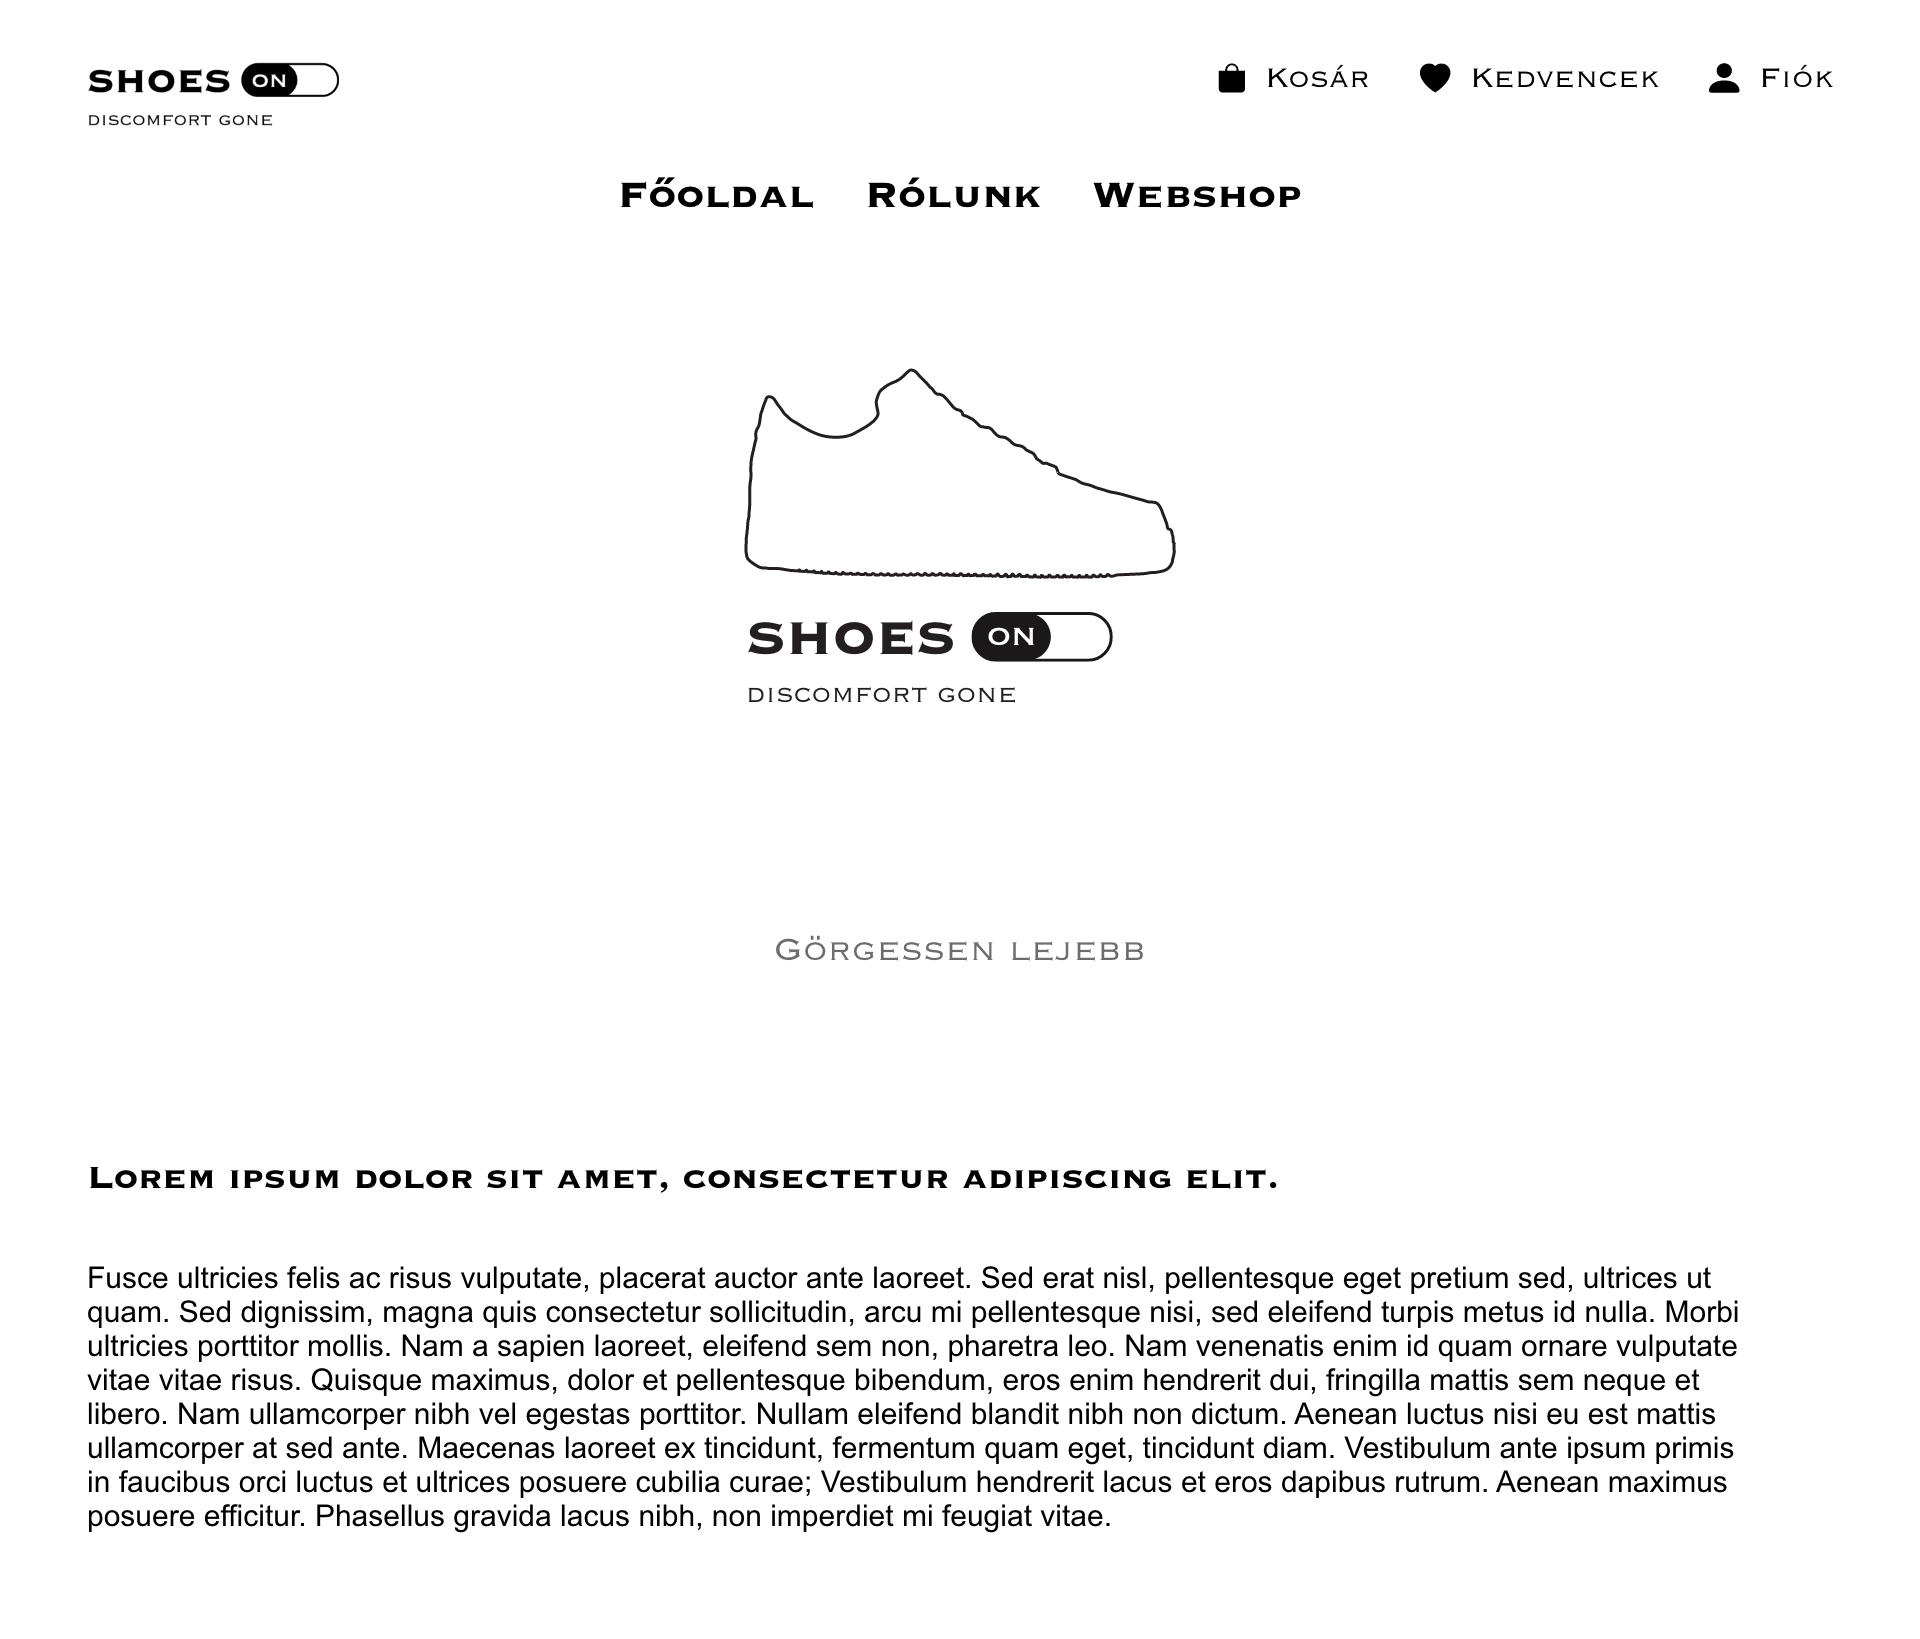 SHOES ON
DISCOMFORT GONE
Kosár Kedvencek Fiók
Főoldal Rólunk Webshop
SHOES ON
DISCOMFORT GONE
Görgessen lejebb
Lorem ipsum dolor sit amet, consectetur adipiscing elit.
Fusce ultricies felis ac risus vulputate, placerat auctor ante laoreet. Sed erat nisl, pellentesque eget pretium sed, ultrices ut
quam. Sed dignissim, magna quis consectetur sollicitudin, arcu mi pellentesque nisi, sed eleifend turpis metus id nulla. Morbi
ultricies porttitor mollis. Nam a sapien laoreet, eleifend sem non, pharetra leo. Nam venenatis enim id quam ornare vulputate
vitae vitae risus. Quisque maximus, dolor et pellentesque bibendum, eros enim hendrerit dui, fringilla mattis sem neque et
libero. Nam ullamcorper nibh vel egestas porttitor. Nullam eleifend blandit nibh non dictum. Aenean luctus nisi eu est mattis
ullamcorper at sed ante. Maecenas laoreet ex tincidunt, fermentum quam eget, tincidunt diam. Vestibulum ante ipsum primis
in faucibus orci luctus et ultrices posuere cubilia curae; Vestibulum hendrerit lacus et eros dapibus rutrum. Aenean maximus
posuere efficitur. Phasellus gravida lacus nibh, non imperdiet mi feugiat vitae.